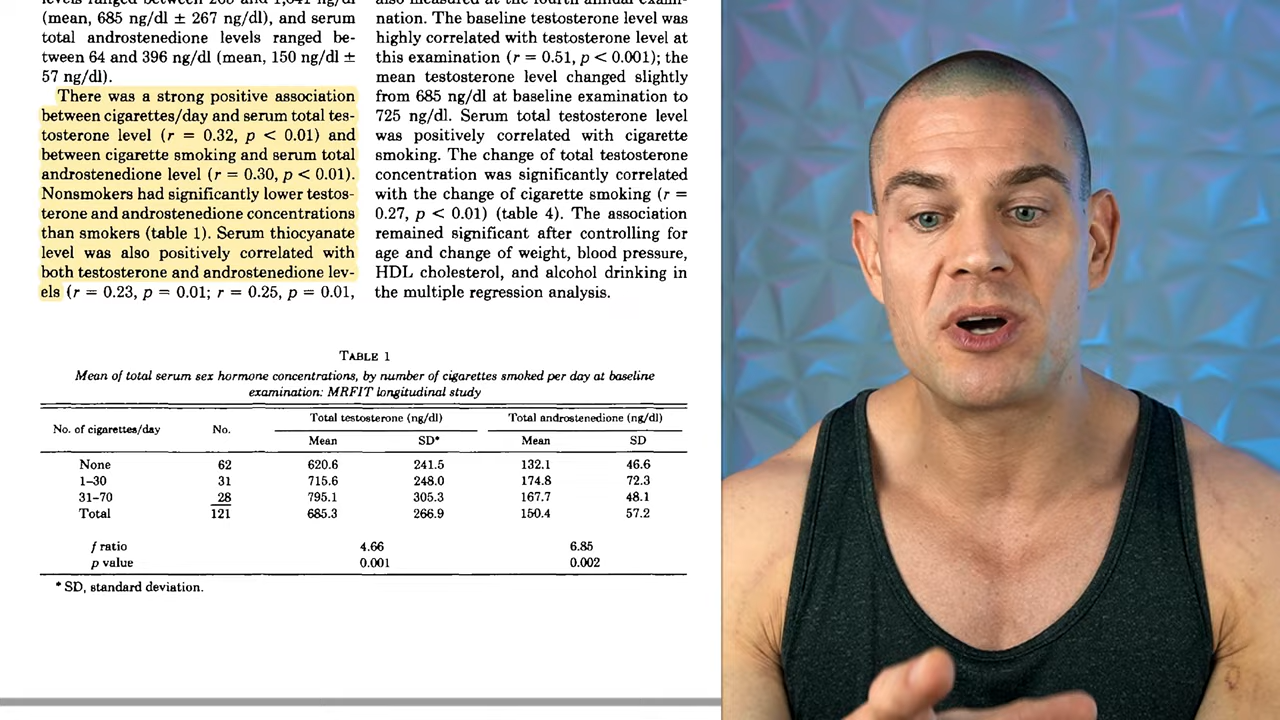 levels ranged between 268 and 1,041 ng/dl
(mean, 685 ng/dl ± 267 ng/dl), and serum
total androstenedione levels ranged be-
tween 64 and 396 ng/dl (mean, 150 ng/dl ±
57 ng/dl).
There was a strong positive association
between cigarettes/day and serum total tes-
tosterone level (r = 0.32, p < 0.01) and
between cigarette smoking and serum total
androstenedione level (r = 0.30, p < 0.01).
Nonsmokers had significantly lower testos-
terone and androstenedione concentrations
than smokers (table 1). Serum thiocyanate
level was also positively correlated with
both testosterone and androstenedione lev-
els (r = 0.23, p = 0.01; r = 0.25, p = 0.01,
also measured at the fourth annual exami-
nation. The baseline testosterone level was
highly correlated with testosterone level at
this examination (r = 0.51, p < 0.001); the
mean testosterone level changed slightly
from 685 ng/dl at baseline examination to
725 ng/dl. Serum total testosterone level
was positively correlated with cigarette
smoking. The change of total testosterone
concentration was significantly correlated
with the change of cigarette smoking (r =
0.27, p < 0.01) (table 4). The association
remained significant after controlling for
age and change of weight, blood pressure,
HDL cholesterol, and alcohol drinking in
the multiple regression analysis.
TABLE 1
Mean of total serum sex hormone concentrations, by number of cigarettes smoked per day at baseline
examination: MRFIT longitudinal study
No. of cigarettes/day No. Total testosterone (ng/dl) Total androstenedione (ng/dl)
Mean SD* Mean SD
None 62 620.6 241.5 132.1 46.6
1–30 31 715.6 248.0 174.8 72.3
31–70 28 795.1 305.3 167.7 48.1
Total 121 685.3 266.9 150.4 57.2
f ratio 4.66 6.85
p value 0.001 0.002
* SD, standard deviation.